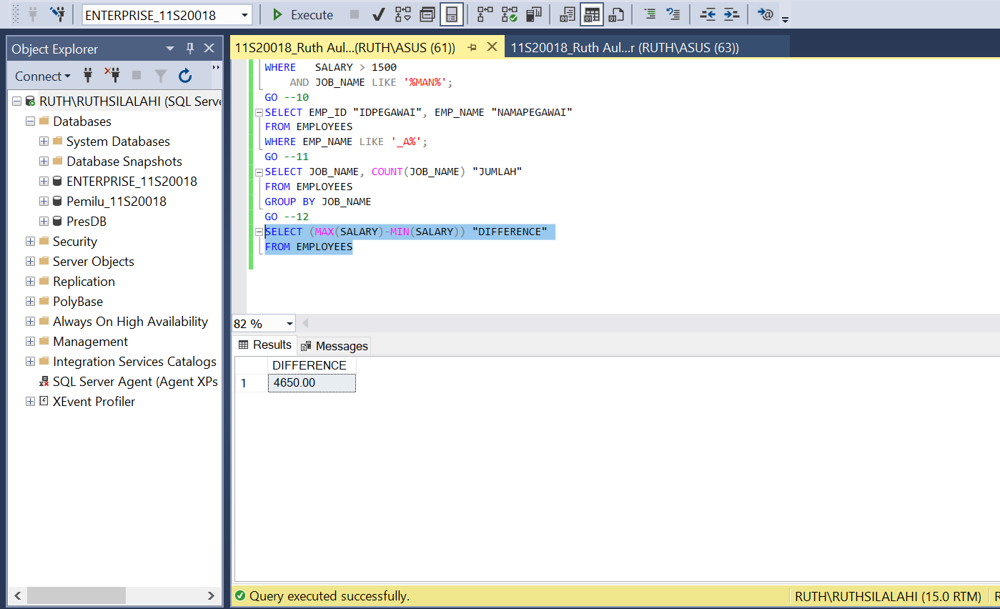 ENTERPRISE_11S20018
Execute
Object Explorer
Connect
RUTH\RUTHSILALAHI (SQL Serve
Databases
System Databases
Database Snapshots
ENTERPRISE_11S20018
Pemilu_11S20018
PresDB
Security
Server Objects
Replication
PolyBase
Always On High Availability
Management
Integration Services Catalogs
SQL Server Agent (Agent XPs
XEvent Profiler
11S20018_Ruth Aul...(RUTH\ASUS (61))
11S20018_Ruth Aul...r (RUTH\ASUS (63))
WHERE   SALARY > 1500
    AND JOB_NAME LIKE '%MAN%';
GO --10
SELECT EMP_ID "IDPEGAWAI", EMP_NAME "NAMAPEGAWAI"
FROM EMPLOYEES
WHERE EMP_NAME LIKE '_A%';
GO --11
SELECT JOB_NAME, COUNT(JOB_NAME) "JUMLAH"
FROM EMPLOYEES
GROUP BY JOB_NAME
GO --12
SELECT (MAX(SALARY)-MIN(SALARY)) "DIFFERENCE"
FROM EMPLOYEES
82 %
Results
Messages
DIFFERENCE
1 4650.00
Query executed successfully.
RUTH\RUTHSILALAHI (15.0 RTM)